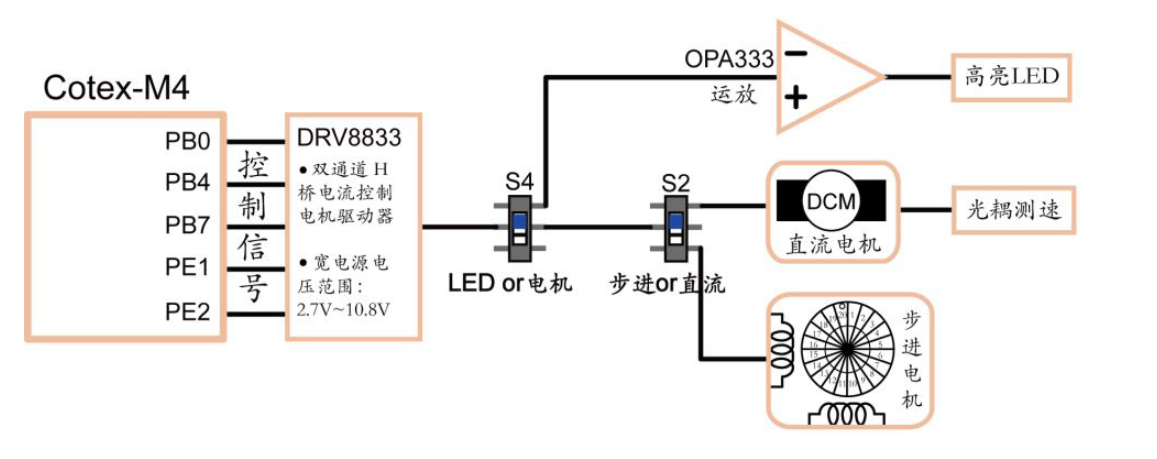 Cotex-M4
PB0
PB4
PB7
PE1
PE2
控
制
信
号
DRV8833
• 双通道 H
桥电流控制
电机驱动器
• 宽电源电
压范围：
2.7V~10.8V
S4
LED or电机
S2
步进or直流
OPA333
运放
高亮LED
DCM
直流电机
光耦测速
步
进
电
机